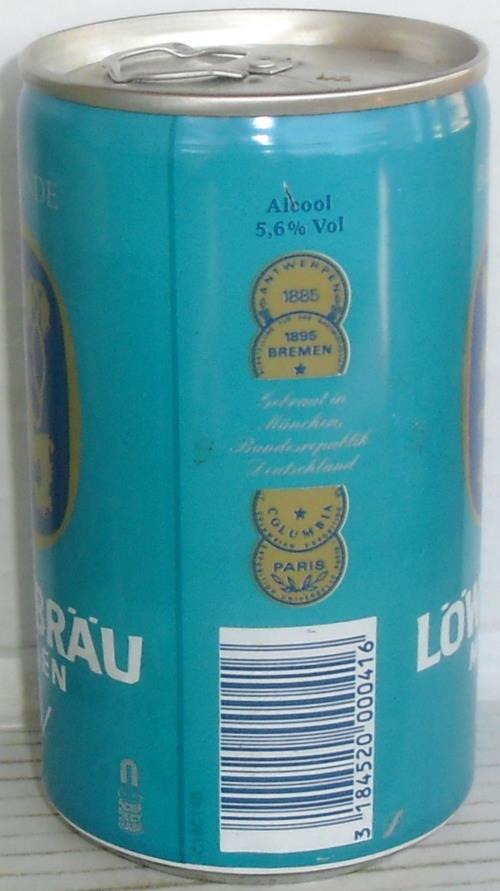 DE
Alcool
5,6% Vol
ANTWERPEN
1885
1895
BREMEN
Gebraut in
München,
Bundesrepublik
Deutschland
COLUMBIA
PARIS
BRÄU
EN
LÖW
3 184520 000416